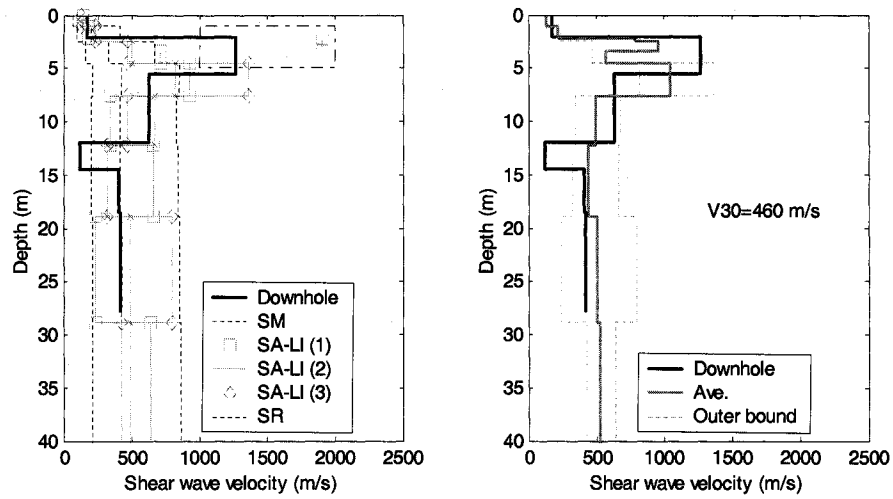 0
5
10
15
20
25
30
35
40
Depth (m)
0
500
1000
1500
2000
2500
Shear wave velocity (m/s)
Downhole
SM
SA-LI (1)
SA-LI (2)
SA-LI (3)
SR
0
5
10
15
20
25
30
35
40
Depth (m)
0
500
1000
1500
2000
2500
Shear wave velocity (m/s)
V30=460 m/s
Downhole
Ave.
Outer bound